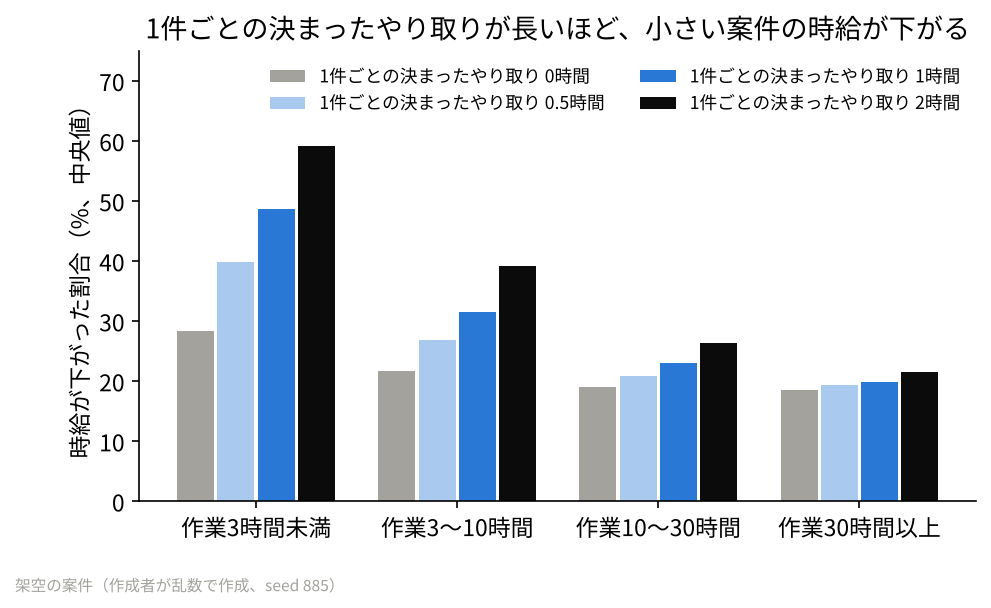 1件ごとの決まったやり取りが長いほど、小さい案件の時給が下がる
1件ごとの決まったやり取り 0時間
1件ごとの決まったやり取り 0.5時間
1件ごとの決まったやり取り 1時間
1件ごとの決まったやり取り 2時間
時給が下がった割合（%、中央値）
70
60
50
40
30
20
10
0
作業3時間未満
作業3～10時間
作業10～30時間
作業30時間以上
架空の案件（作成者が乱数で作成、seed 885）